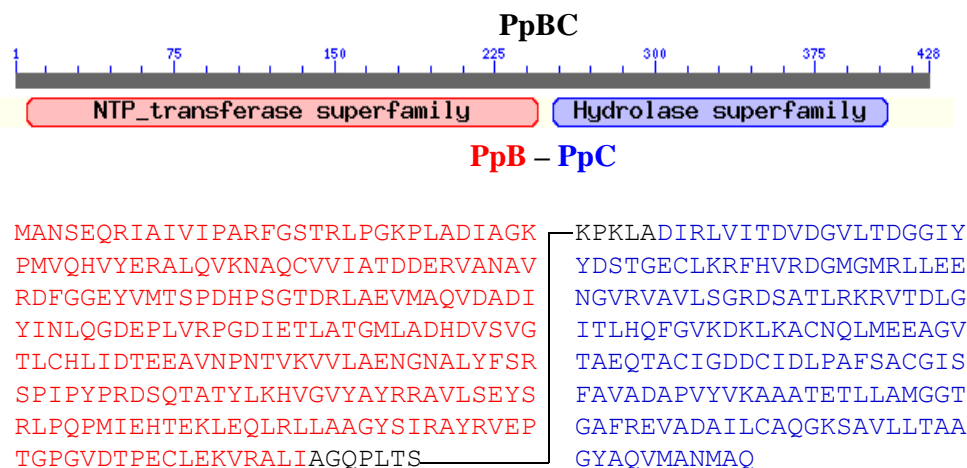 PpBC
1 75 150 225 300 375 428
NTP_transferase superfamily
Hydrolase superfamily
PpB – PpC
MANSEQRIAIVIPARFGSTRLPGKPLADIAGK
PMVQHVYERALQVKNAQCVVIATDDERVANAV
RDFGGEYVMTSPDHPSGTDRLAEVMAQVDADI
YINLQGDEPLVRPGDIETLATGMLADHDVSVG
TLCHLIDTEEAVNPNTVKVVLAENGNALYFSR
SPIPYPRDSQTATYLKHVGVYAYRRAVLSEYS
RLPQPMIEHTEKLEQLRLLAAGYSIRAYRVEP
TGPGVDTPECLEKVRALIAGQPLTS
KPKLADIRLVITDVDGVLTDGGIY
YDSTGECLKRFHVRDGMGMRLLEE
NGVRVAVLSGRDSATLRKRVTDLG
ITLHQFGVKDKLKACNQLMEEAGV
TAEQTACIGDDCIDLPAFSACGIS
FAVADAPVYVKAAATETLLAMGGT
GAFREVADAILCAQGKSAVLLTAA
GYAQVMANMAQ